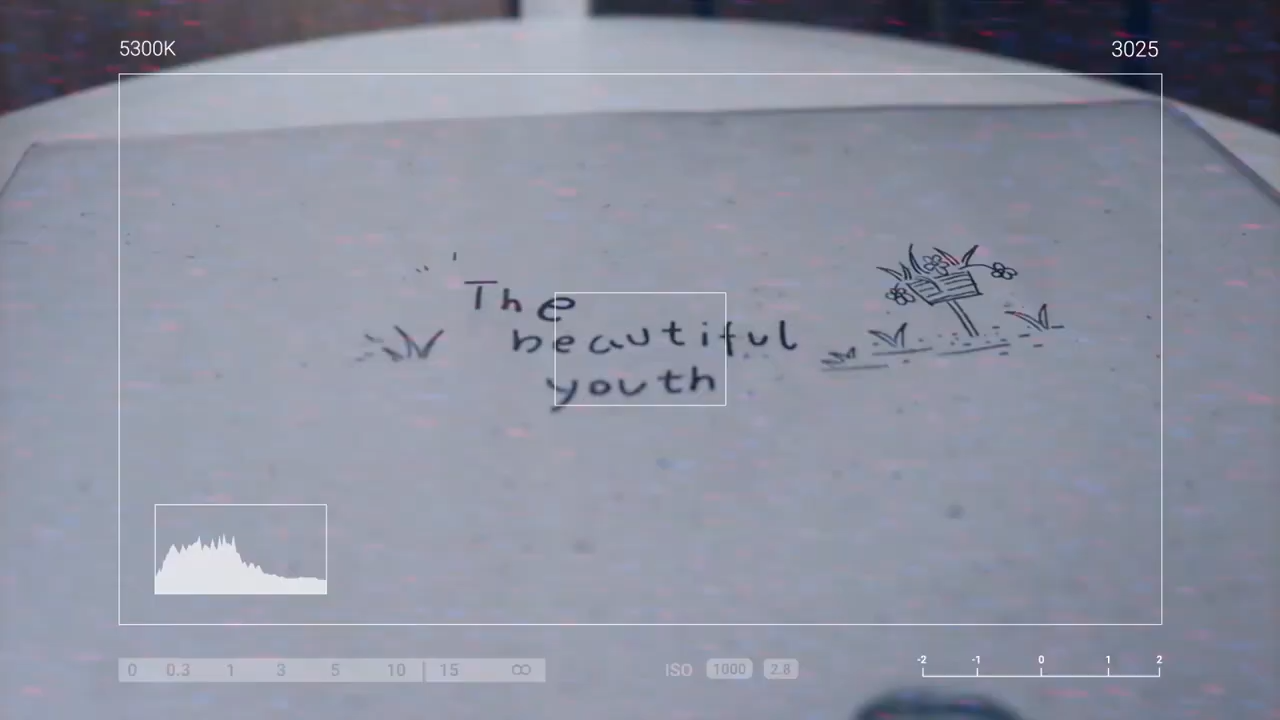 5300K 3025
The
beautiful
youth
0 0.3 1 3 5 10 15 ∞ ISO 1000 2.8 -2 -1 0 1 2